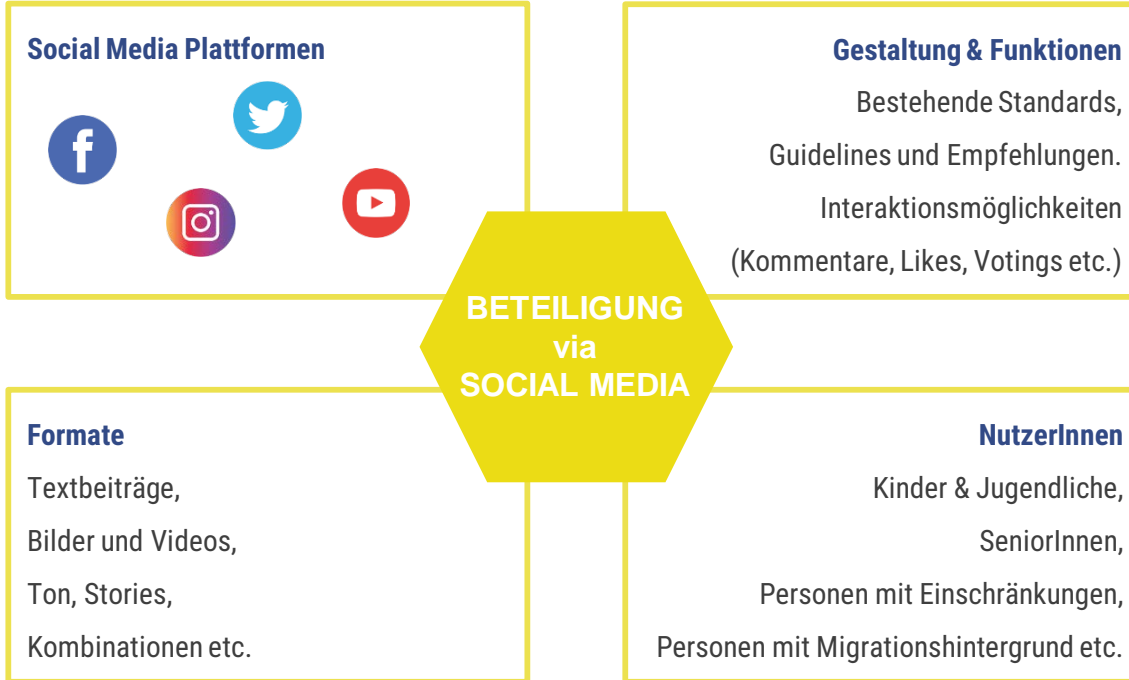 Social Media Plattformen
Gestaltung & Funktionen
Bestehende Standards,
Guidelines und Empfehlungen.
Interaktionsmöglichkeiten
(Kommentare, Likes, Votings etc.)
BETEILIGUNG
via
SOCIAL MEDIA
Formate
Textbeiträge,
Bilder und Videos,
Ton, Stories,
Kombinationen etc.
NutzerInnen
Kinder & Jugendliche,
SeniorInnen,
Personen mit Einschränkungen,
Personen mit Migrationshintergrund etc.